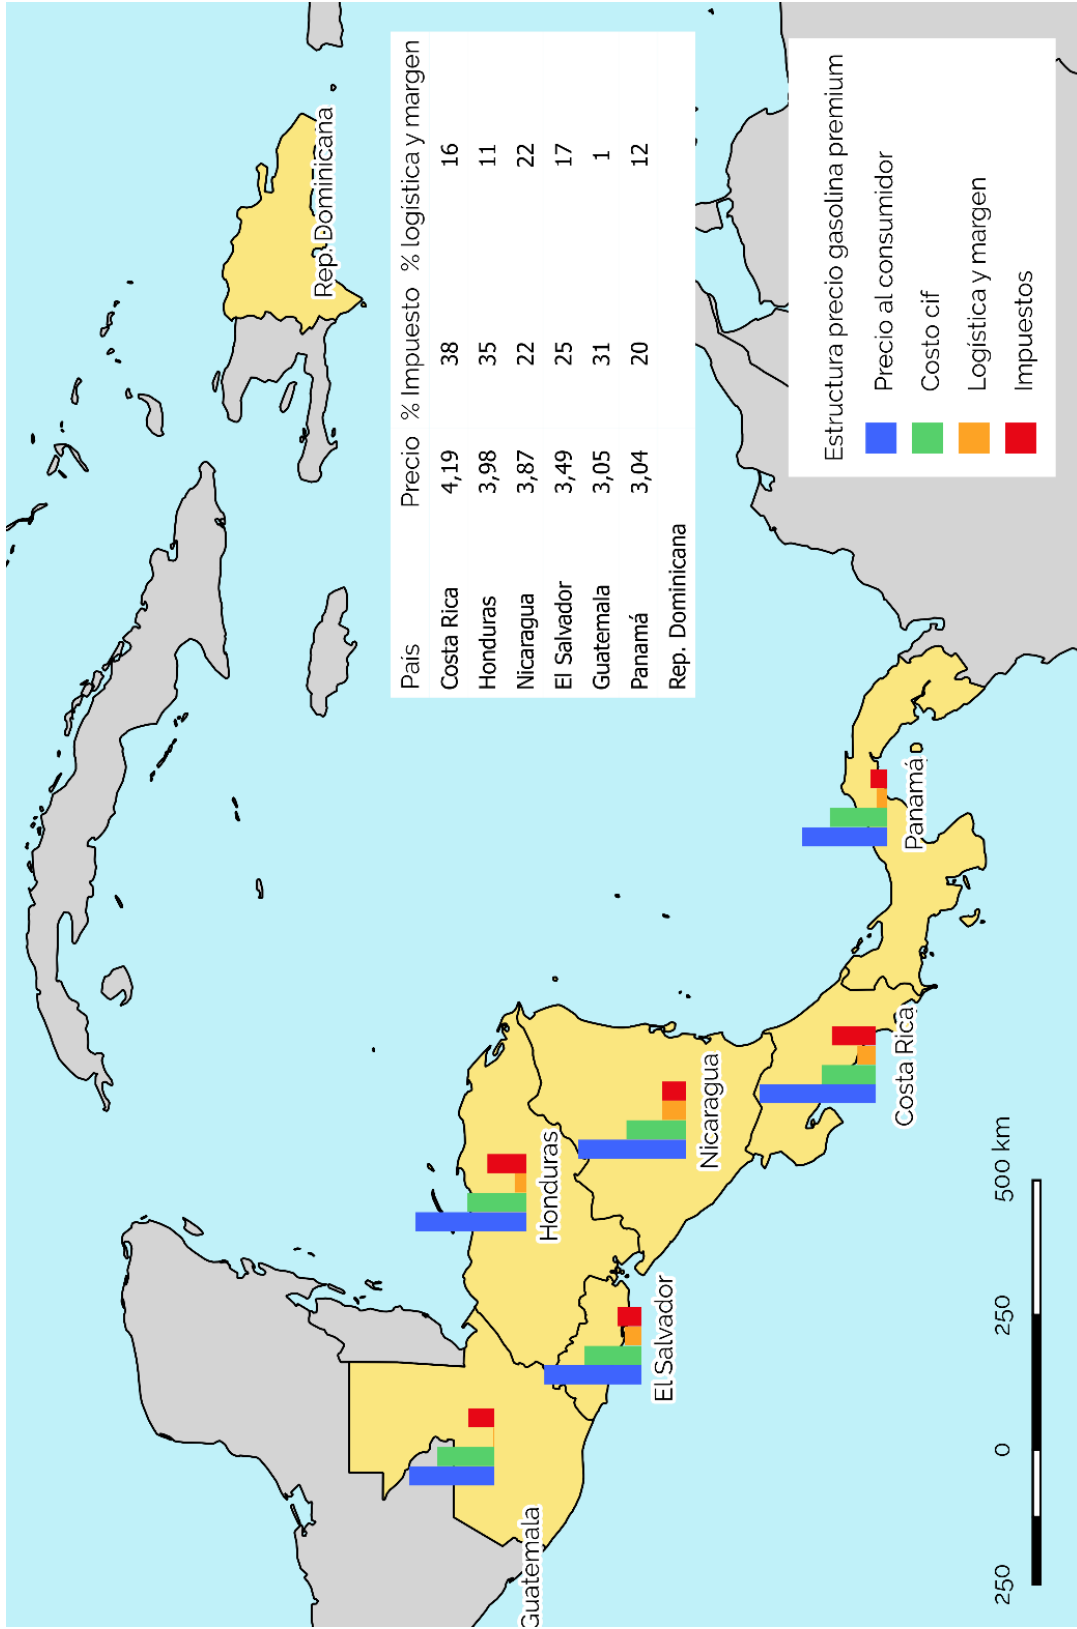 País Precio % Impuesto % logística y margen
Costa Rica 4,19 38 16
Honduras 3,98 35 11
Nicaragua 3,87 22 22
El Salvador 3,49 25 17
Guatemala 3,05 31 1
Panamá 3,04 20 12
Rep. Dominicana
Rep. Dominicana
Guatemala
Honduras
El Salvador
Nicaragua
Costa Rica
Panamá
Estructura precio gasolina premium
Precio al consumidor
Costo cif
Logística y margen
Impuestos
250 0 250 500 km